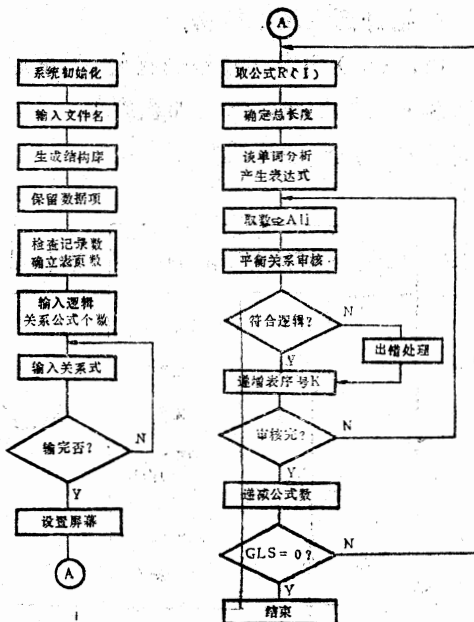 系统初始化
输入文件名
生成结构库
保留数据项
检查记录数
确立表页数
输入逻辑
关系公式个数
输入关系式
输完否?
N
Y
设置屏幕
A
A
取公式R(I)
确定总长度
读单词分析
产生表达式
取数⇒Aij
平衡关系审核
符合逻辑?
N
出错处理
Y
递增表序号K
审核完?
N
Y
递减公式数
GLS=0?
N
Y
结束